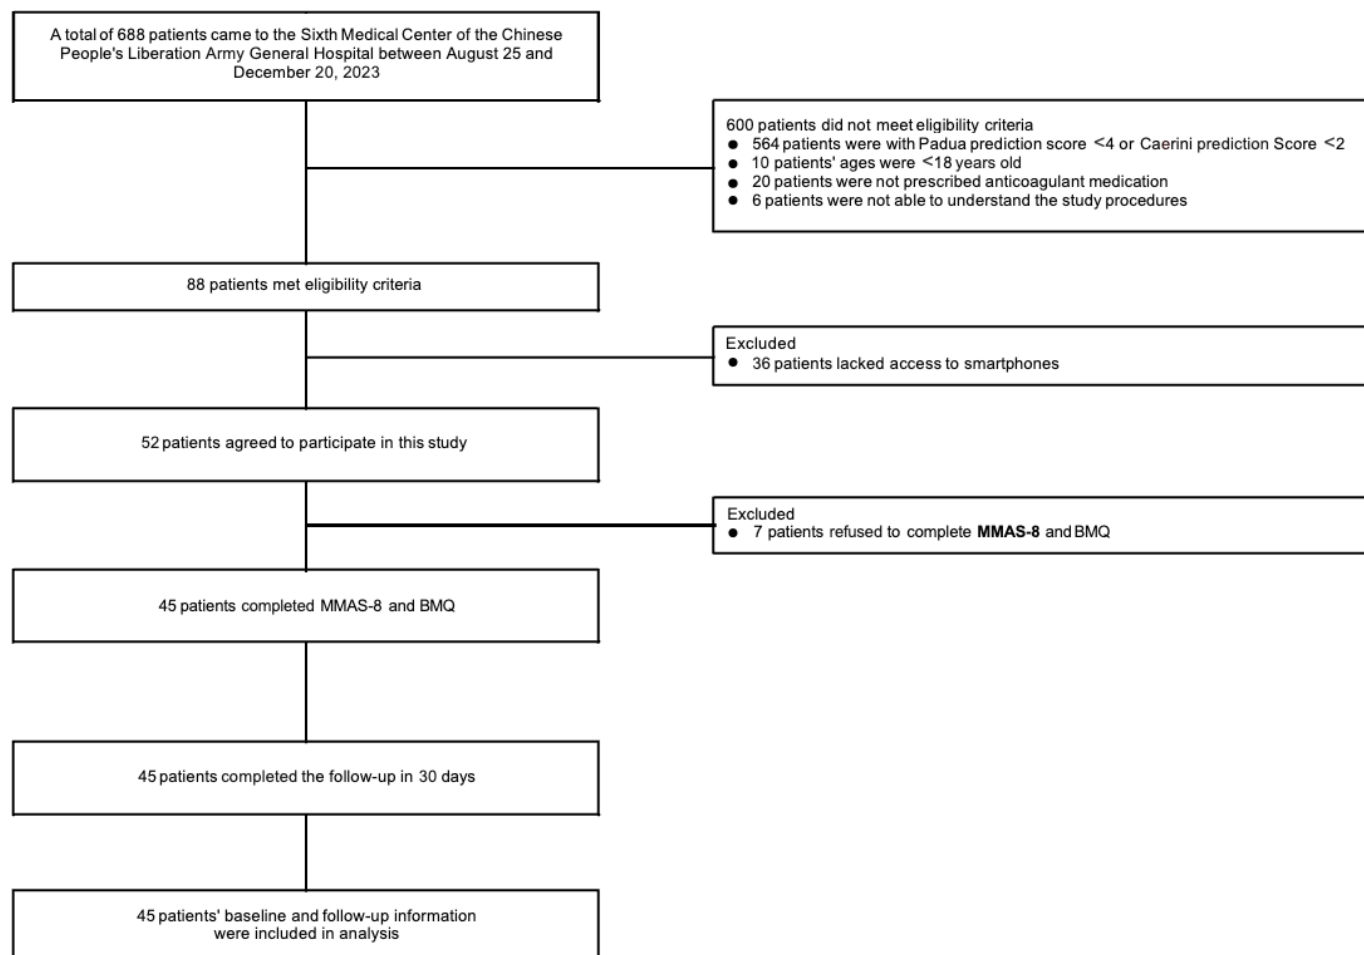 A total of 688 patients came to the Sixth Medical Center of the Chinese
People's Liberation Army General Hospital between August 25 and
December 20, 2023
600 patients did not meet eligibility criteria
● 564 patients were with Padua prediction score <4 or Caerini prediction Score <2
● 10 patients' ages were <18 years old
● 20 patients were not prescribed anticoagulant medication
● 6 patients were not able to understand the study procedures
88 patients met eligibility criteria
Excluded
● 36 patients lacked access to smartphones
52 patients agreed to participate in this study
Excluded
● 7 patients refused to complete MMAS-8 and BMQ
45 patients completed MMAS-8 and BMQ
45 patients completed the follow-up in 30 days
45 patients' baseline and follow-up information
were included in analysis